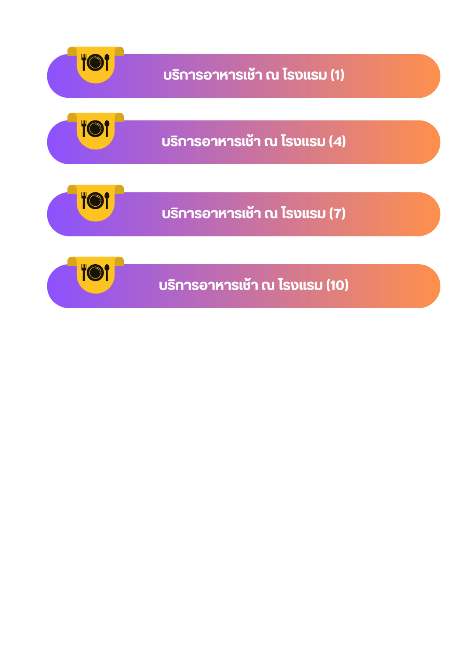 บริการอาหารเช้า ณ โรงแรม (1)
บริการอาหารเช้า ณ โรงแรม (4)
บริการอาหารเช้า ณ โรงแรม (7)
บริการอาหารเช้า ณ โรงแรม (10)